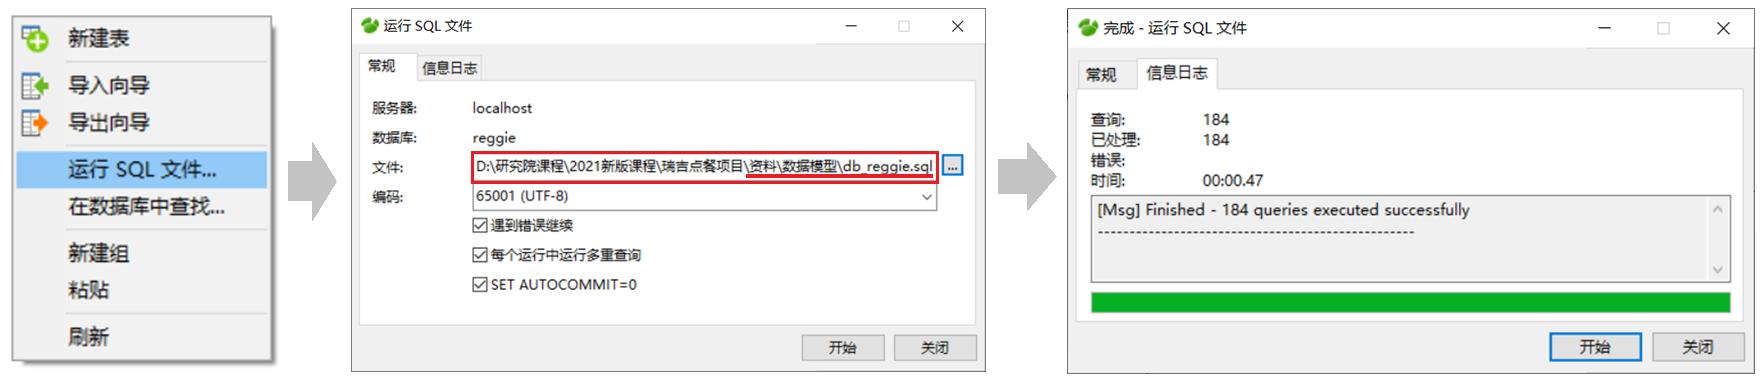 新建表
导入向导
导出向导
运行 SQL 文件...
在数据库中查找...
新建组
粘贴
刷新
运行 SQL 文件
常规
信息日志
服务器:
localhost
数据库:
reggie
文件:
D:\研究院课程\2021新版课程\瑞吉点餐项目\资料\数据模型\db_reggie.sql
...
编码:
65001 (UTF-8)
遇到错误继续
每个运行中运行多重查询
SET AUTOCOMMIT=0
开始
关闭
完成 - 运行 SQL 文件
常规
信息日志
查询:
184
已处理:
184
错误:
时间:
00:00.47
[Msg] Finished - 184 queries executed successfully
--------------------------------------------------
开始
关闭